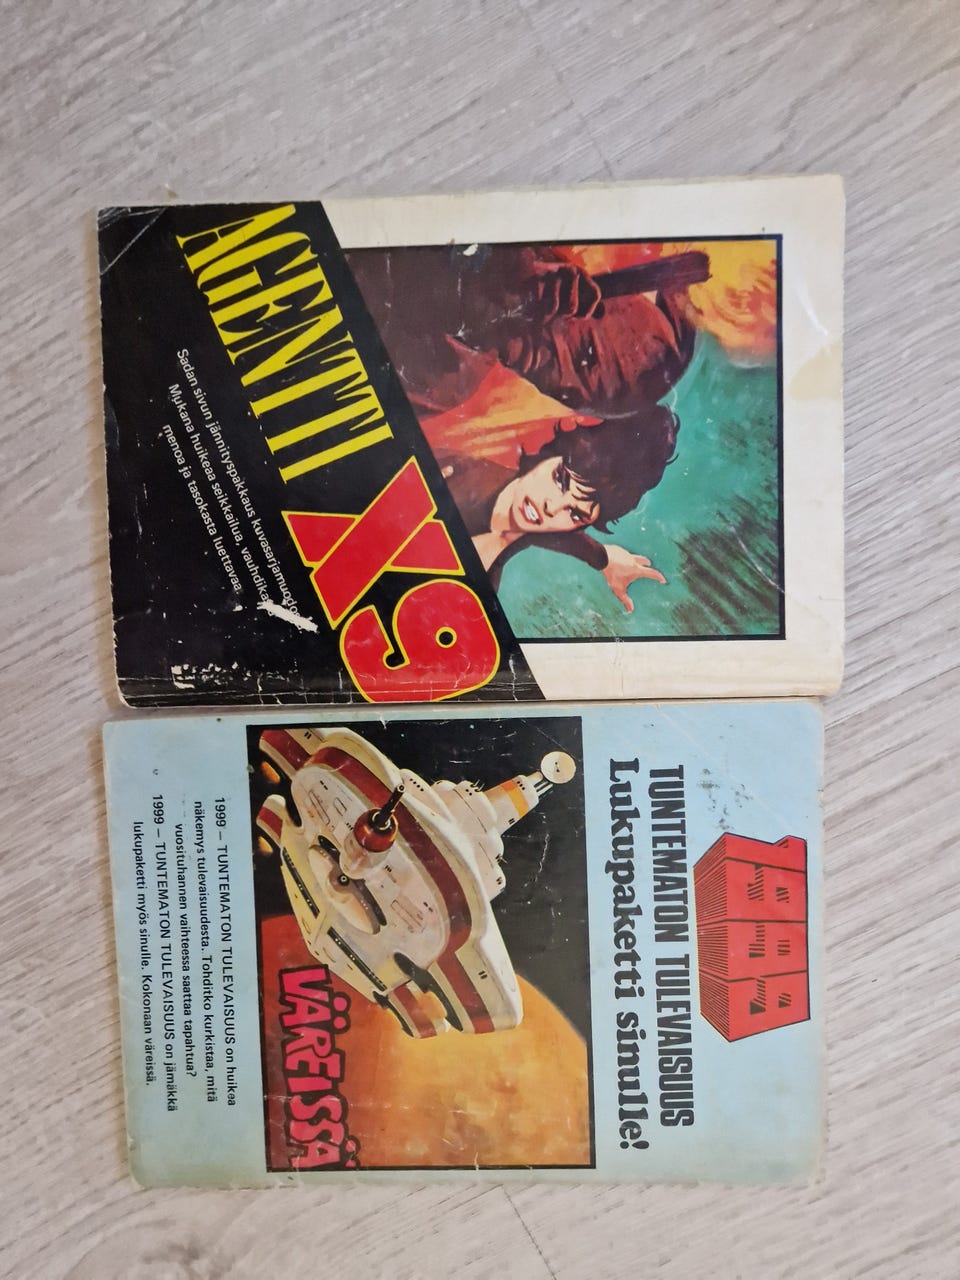 AGENTTI X9
Sadan sivun jännityspakkaus kuvasarjamuodos
Mukana huikeaa seikkailua, vauhdika
menoa ja tasokasta luettavaa.
1999
TUNTEMATON TULEVAISUUS
Lukupaketti sinulle!
VÄREISSÄ
1999 – TUNTEMATON TULEVAISUUS on huikea
näkemys tulevaisuudesta. Tohditko kurkistaa, mitä
vuosituhannen vaihteessa saattaa tapahtua?
1999 – TUNTEMATON TULEVAISUUS on jämäkkä
lukupaketti myös sinulle. Kokonaan väreissä.